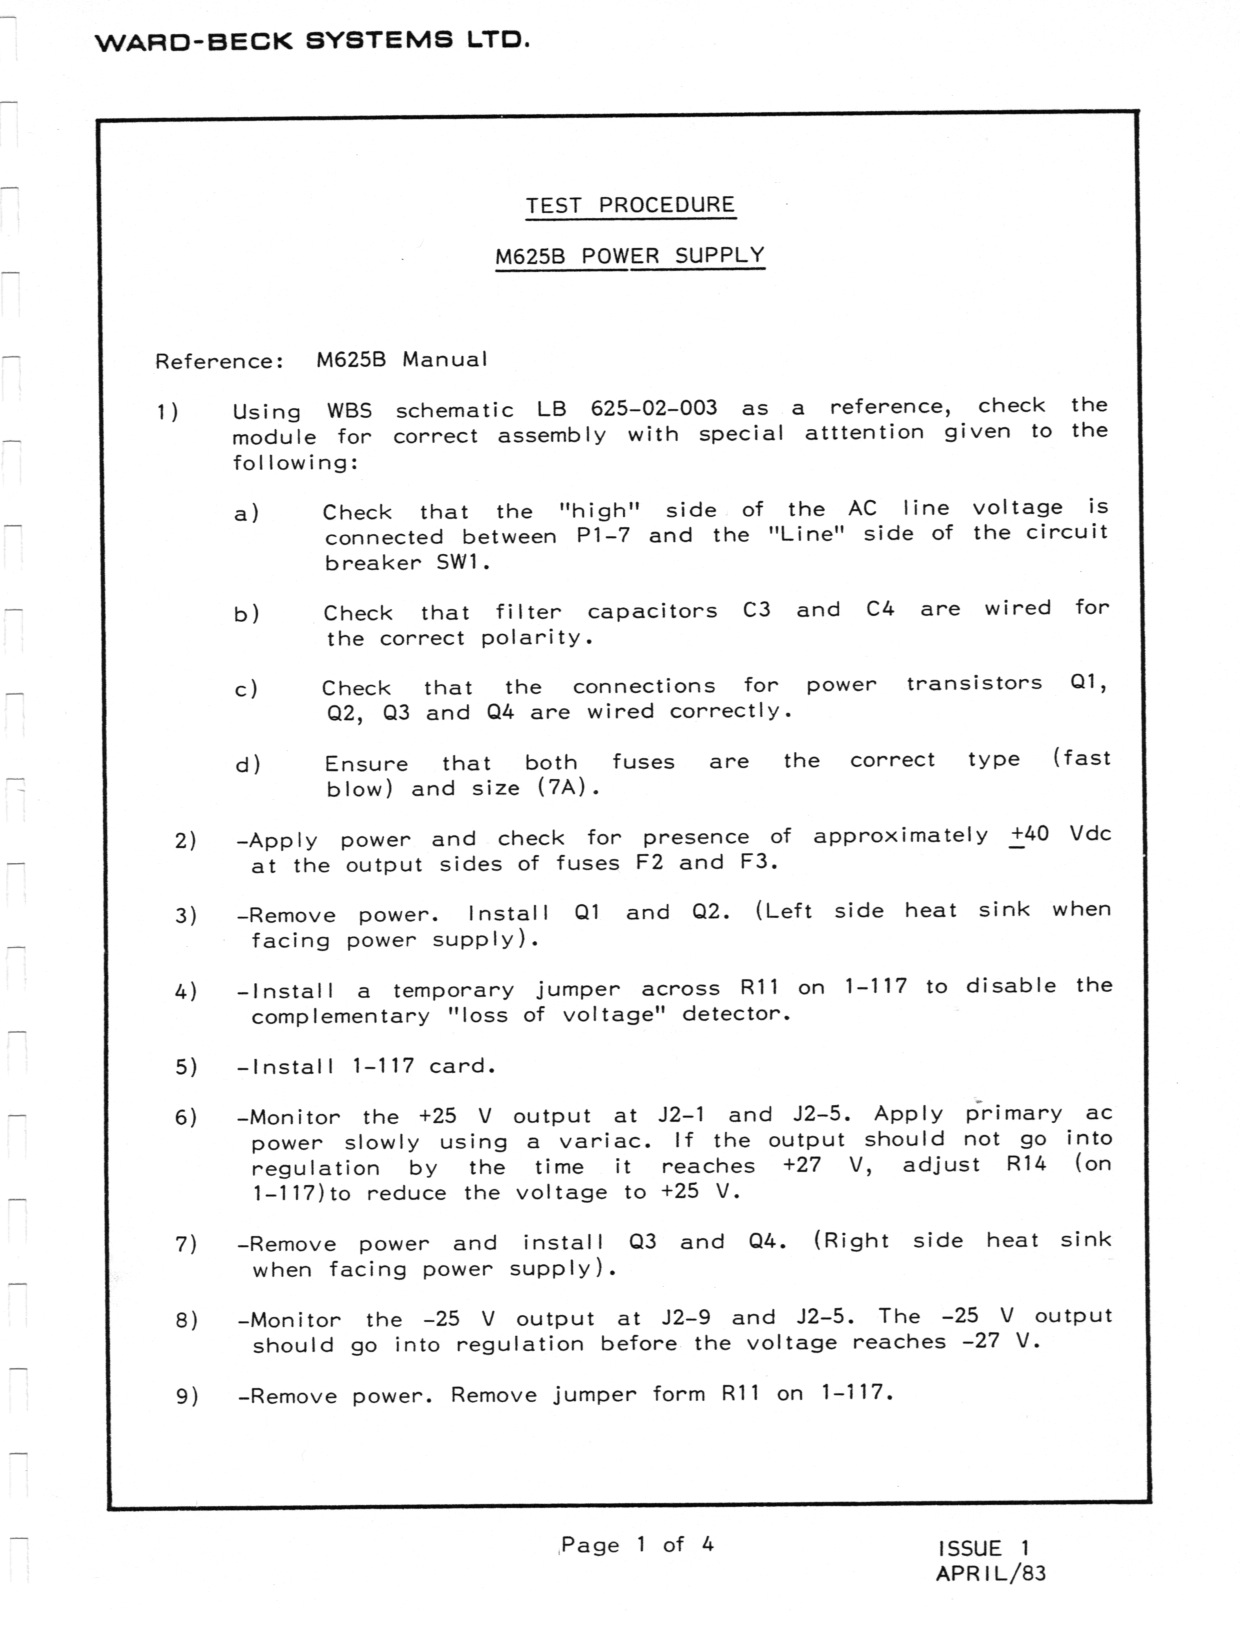 WARD-BECK SYSTEMS LTD.
TEST PROCEDURE
M625B POWER SUPPLY
Reference: M625B Manual
1) Using WBS schematic LB 625-02-003 as a reference, check the
module for correct assembly with special atttention given to the
following:
a) Check that the "high" side of the AC line voltage is
connected between P1-7 and the "Line" side of the circuit
breaker SW1.
b) Check that filter capacitors C3 and C4 are wired for
the correct polarity.
c) Check that the connections for power transistors Q1,
Q2, Q3 and Q4 are wired correctly.
d) Ensure that both fuses are the correct type (fast
blow) and size (7A).
2) -Apply power and check for presence of approximately ±40 Vdc
at the output sides of fuses F2 and F3.
3) -Remove power. Install Q1 and Q2. (Left side heat sink when
facing power supply).
4) -Install a temporary jumper across R11 on 1-117 to disable the
complementary "loss of voltage" detector.
5) -Install 1-117 card.
6) -Monitor the +25 V output at J2-1 and J2-5. Apply primary ac
power slowly using a variac. If the output should not go into
regulation by the time it reaches +27 V, adjust R14 (on
1-117)to reduce the voltage to +25 V.
7) -Remove power and install Q3 and Q4. (Right side heat sink
when facing power supply).
8) -Monitor the -25 V output at J2-9 and J2-5. The -25 V output
should go into regulation before the voltage reaches -27 V.
9) -Remove power. Remove jumper form R11 on 1-117.
Page 1 of 4
ISSUE 1
APRIL/83